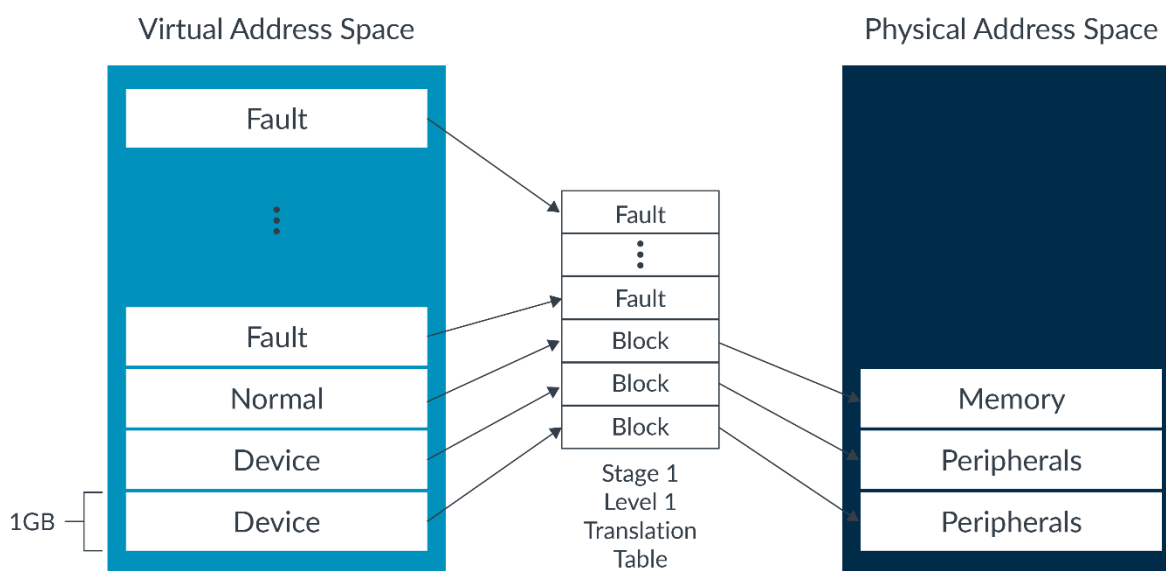 Virtual Address Space
Physical Address Space
Fault
Fault
Fault
Fault
Block
Normal
Block
Memory
Device
Block
Peripherals
1GB
Device
Peripherals
Stage 1
Level 1
Translation
Table